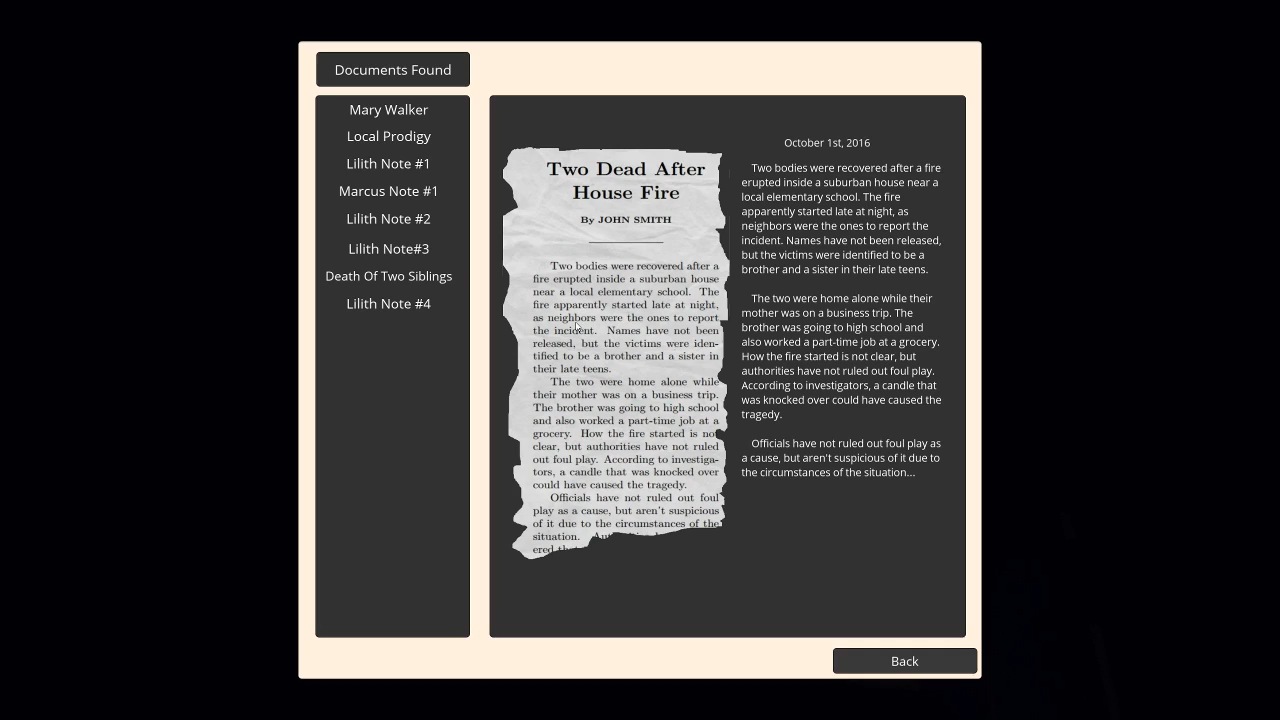 Documents Found
Mary Walker
Local Prodigy
Lilith Note #1
Marcus Note #1
Lilith Note #2
Lilith Note#3
Death Of Two Siblings
Lilith Note #4
Two Dead After
House Fire
By JOHN SMITH
Two bodies were recovered after a
fire erupted inside a suburban house
near a local elementary school. The
fire apparently started late at night,
as neighbors were the ones to report
the incident. Names have not been
released, but the victims were iden-
tified to be a brother and a sister in
their late teens.
The two were home alone while
their mother was on a business trip.
The brother was going to high school
and also worked a part-time job at a
grocery. How the fire started is not
clear, but authorities have not ruled
out foul play. According to investiga-
tors, a candle that was knocked over
could have caused the tragedy.
Officials have not ruled out foul
play as a cause, but aren't suspicious
of it due to the circumstances of the
situation.
October 1st, 2016
Two bodies were recovered after a fire
erupted inside a suburban house near a
local elementary school. The fire
apparently started late at night, as
neighbors were the ones to report the
incident. Names have not been released,
but the victims were identified to be a
brother and a sister in their late teens.
The two were home alone while their
mother was on a business trip. The
brother was going to high school and
also worked a part-time job at a grocery.
How the fire started is not clear, but
authorities have not ruled out foul play.
According to investigators, a candle that
was knocked over could have caused the
tragedy.
Officials have not ruled out foul play as
a cause, but aren't suspicious of it due to
the circumstances of the situation...
Back